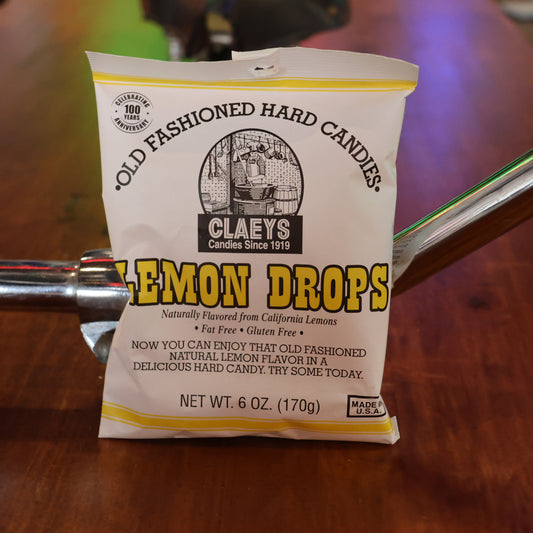 CELEBRATING
100
YEARS
ANNIVERSARY
•OLD FASHIONED HARD CANDIES•
CLAEYS
Candies Since 1919
LEMON DROPS
Naturally Flavored from California Lemons
• Fat Free • Gluten Free •
NOW YOU CAN ENJOY THAT OLD FASHIONED
NATURAL LEMON FLAVOR IN A
DELICIOUS HARD CANDY. TRY SOME TODAY.
NET WT. 6 OZ. (170g)
MADE
U.S.A.